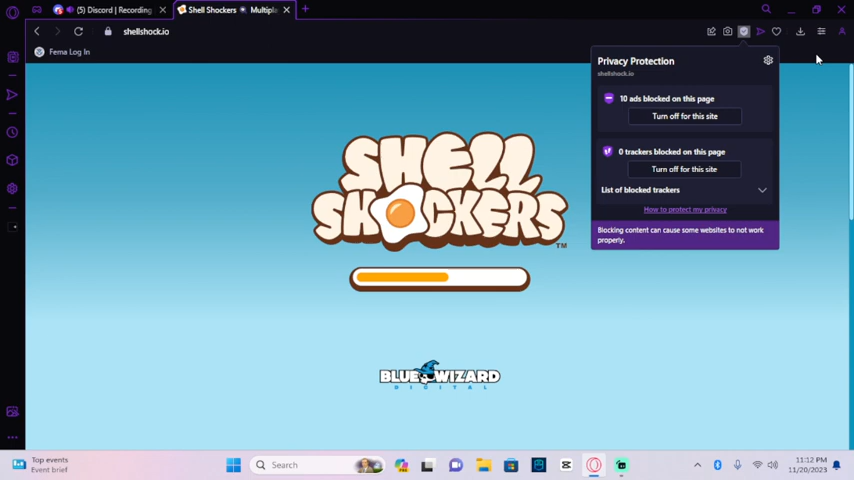 (5) Discord | Recording
Shell Shockers
Multipla
shellshock.io
Fema Log In
Privacy Protection
shellshock.io
10 ads blocked on this page
Turn off for this site
0 trackers blocked on this page
Turn off for this site
List of blocked trackers
How to protect my privacy
Blocking content can cause some websites to not work
properly.
SHELL
SHOCKERS
TM
BLUE WIZARD
DIGITAL
Top events
Event brief
Search
11:12 PM
11/20/2023